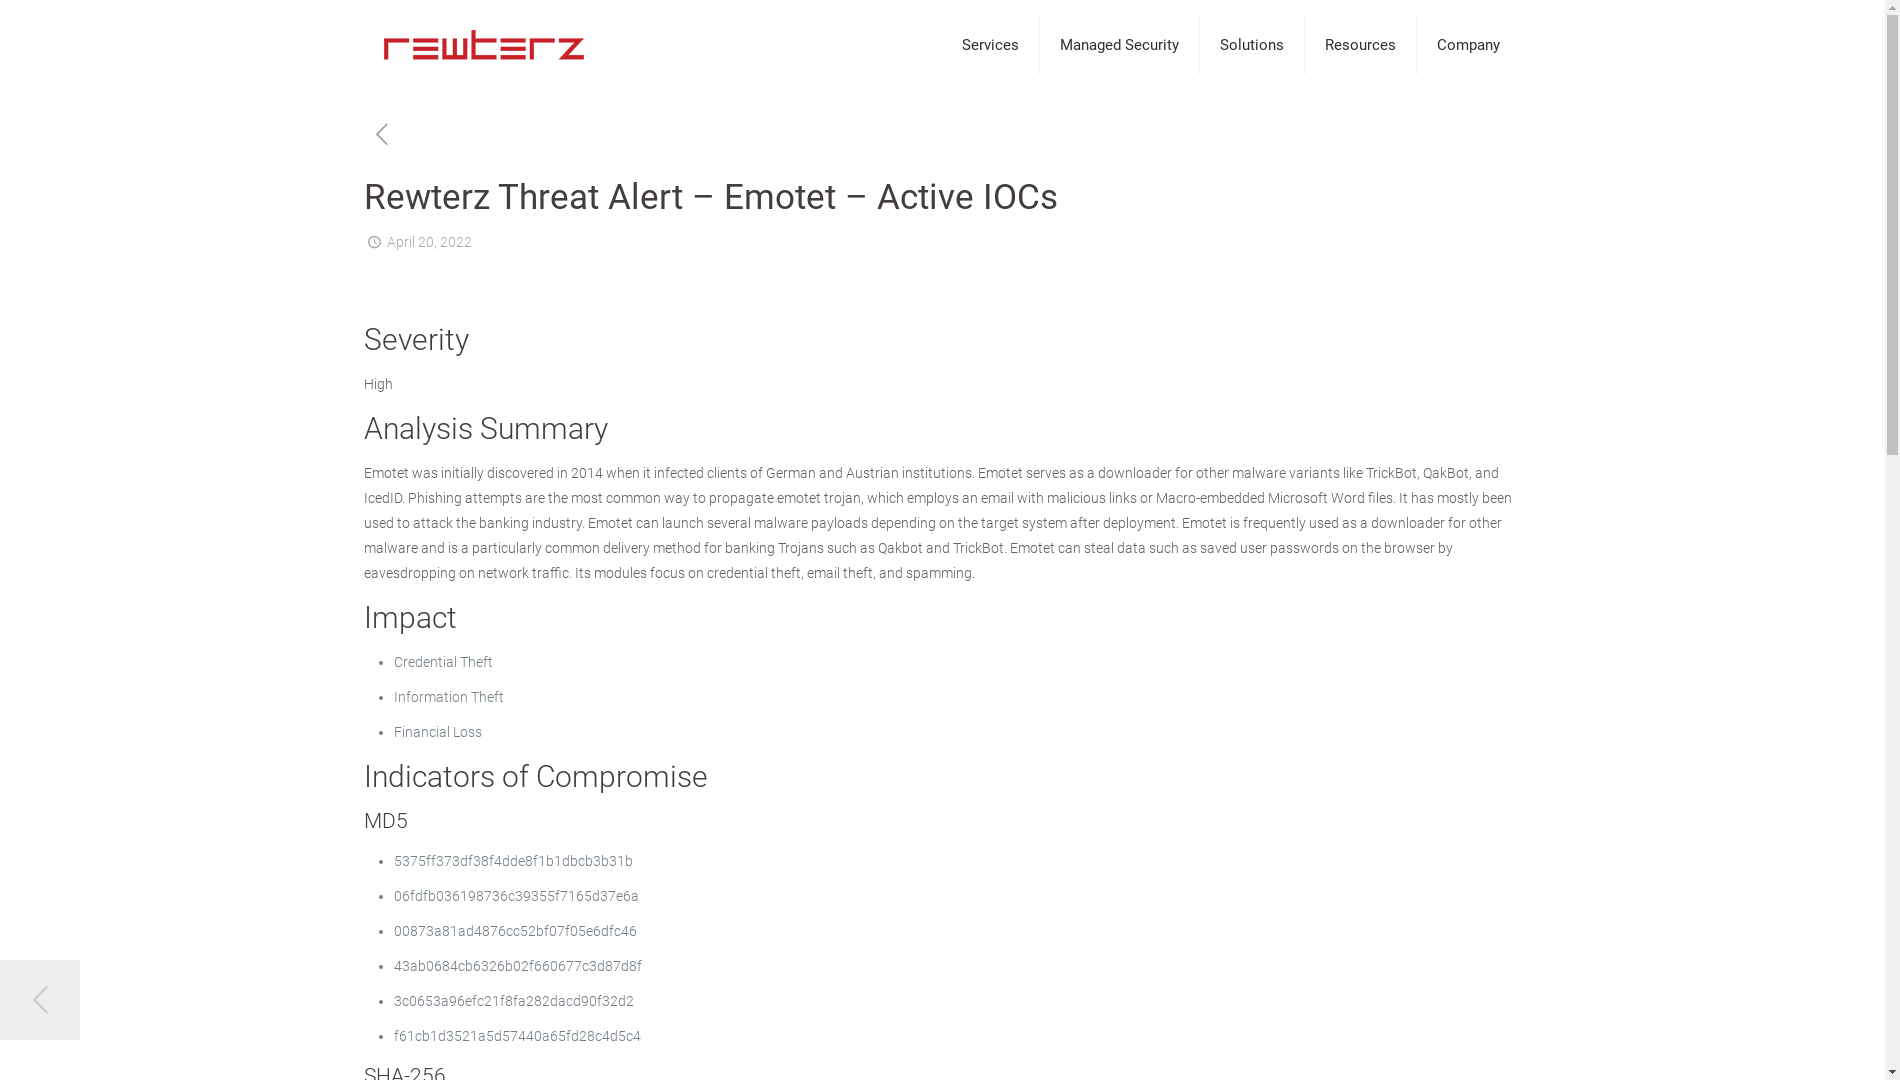 rewterz
Services
Managed Security
Solutions
Resources
Company
Rewterz Threat Alert – Emotet – Active IOCs
April 20, 2022
Severity
High
Analysis Summary
Emotet was initially discovered in 2014 when it infected clients of German and Austrian institutions. Emotet serves as a downloader for other malware variants like TrickBot, QakBot, and
IcedID. Phishing attempts are the most common way to propagate emotet trojan, which employs an email with malicious links or Macro-embedded Microsoft Word files. It has mostly been
used to attack the banking industry. Emotet can launch several malware payloads depending on the target system after deployment. Emotet is frequently used as a downloader for other
malware and is a particularly common delivery method for banking Trojans such as Qakbot and TrickBot. Emotet can steal data such as saved user passwords on the browser by
eavesdropping on network traffic. Its modules focus on credential theft, email theft, and spamming.
Impact
• Credential Theft
• Information Theft
• Financial Loss
Indicators of Compromise
MD5
• 5375ff373df38f4dde8f1b1dbcb3b31b
• 06fdfb036198736c39355f7165d37e6a
• 00873a81ad4876cc52bf07f05e6dfc46
• 43ab0684cb6326b02f660677c3d87d8f
• 3c0653a96efc21f8fa282dacd90f32d2
• f61cb1d3521a5d57440a65fd28c4d5c4
SHA-256